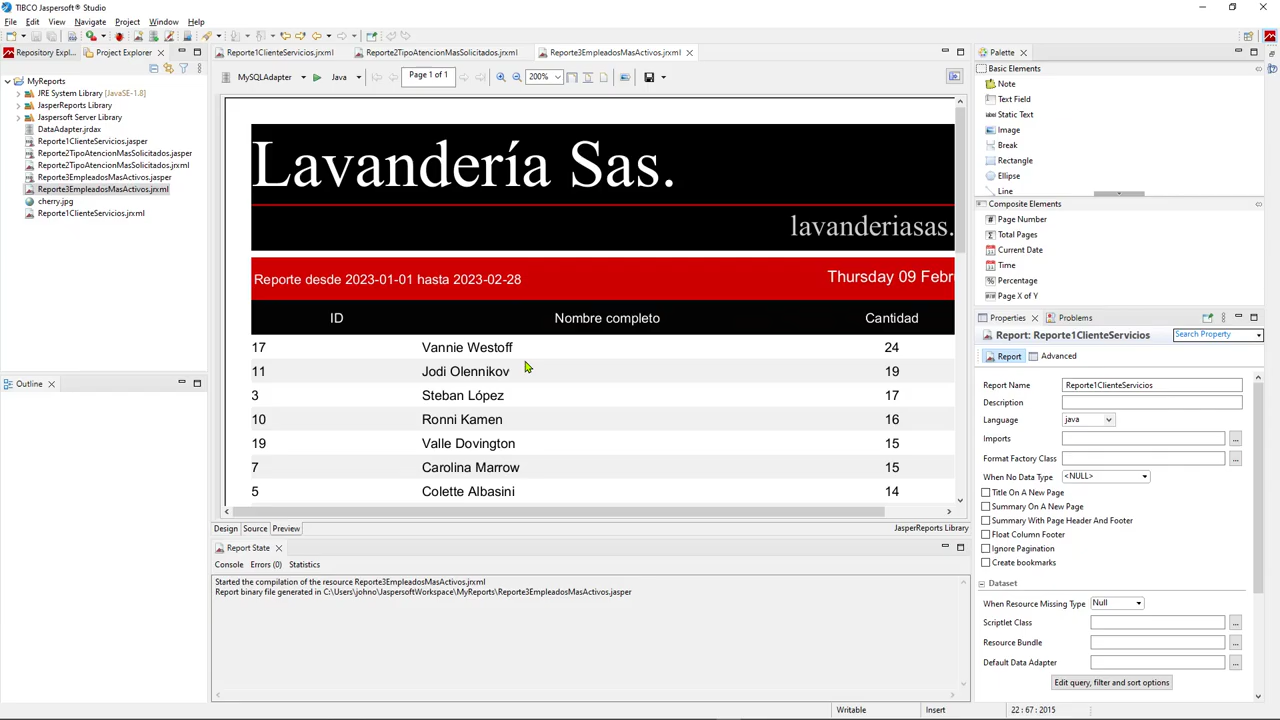 TIBCO Jaspersoft® Studio
File Edit View Navigate Project Window Help
Repository Expl... Project Explorer
MyReports
JRE System Library [JavaSE-1.8]
JasperReports Library
Jaspersoft Server Library
DataAdapter.jrdax
Reporte1ClienteServicios.jasper
Reporte2TipoAtencionMasSolicitados.jasper
Reporte2TipoAtencionMasSolicitados.jrxml
Reporte3EmpleadosMasActivos.jasper
Reporte3EmpleadosMasActivos.jrxml
cherry.jpg
Reporte1ClienteServicios.jrxml
Outline
Reporte1ClienteServicios.jrxml Reporte2TipoAtencionMasSolicitados.jrxml Reporte3EmpleadosMasActivos.jrxml
MySQLAdapter Java Page 1 of 1 200%
Lavandería Sas.
lavanderiasas.
Reporte desde 2023-01-01 hasta 2023-02-28 Thursday 09 Febr
ID Nombre completo Cantidad
17 Vannie Westoff 24
11 Jodi Olennikov 19
3 Steban López 17
10 Ronni Kamen 16
19 Valle Dovington 15
7 Carolina Marrow 15
5 Colette Albasini 14
Design Source Preview JasperReports Library
Report State
Console Errors (0) Statistics
Started the compilation of the resource Reporte3EmpleadosMasActivos.jrxml
Report binary file generated in C:\Users\johno\JaspersoftWorkspace\MyReports\Reporte3EmpleadosMasActivos.jasper
Palette
Basic Elements
Note
Text Field
label Static Text
Image
Break
Rectangle
Ellipse
Line
Composite Elements
# Page Number
Σ Total Pages
Current Date
Time
Percentage
#/# Page X of Y
Properties Problems
Report: Reporte1ClienteServicios Search Property
Report Advanced
Report Name Reporte1ClienteServicios
Description
Language java
Imports ...
Format Factory Class ...
When No Data Type <NULL>
Title On A New Page
Summary On A New Page
Summary With Page Header And Footer
Float Column Footer
Ignore Pagination
Create bookmarks
Dataset
When Resource Missing Type Null
Scriptlet Class ...
Resource Bundle ...
Default Data Adapter ...
Edit query, filter and sort options
Writable Insert 22 : 67 : 2015